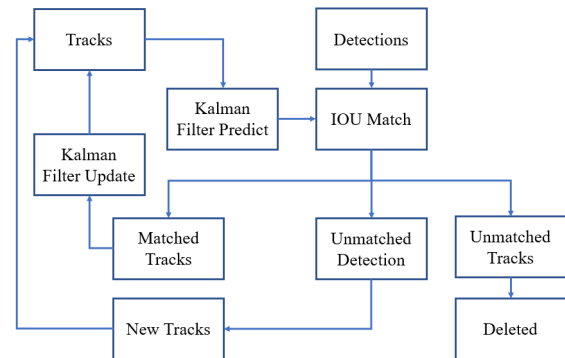 Tracks
Detections
Kalman
Filter Predict
IOU Match
Kalman
Filter Update
Matched
Tracks
Unmatched
Detection
Unmatched
Tracks
New Tracks
Deleted